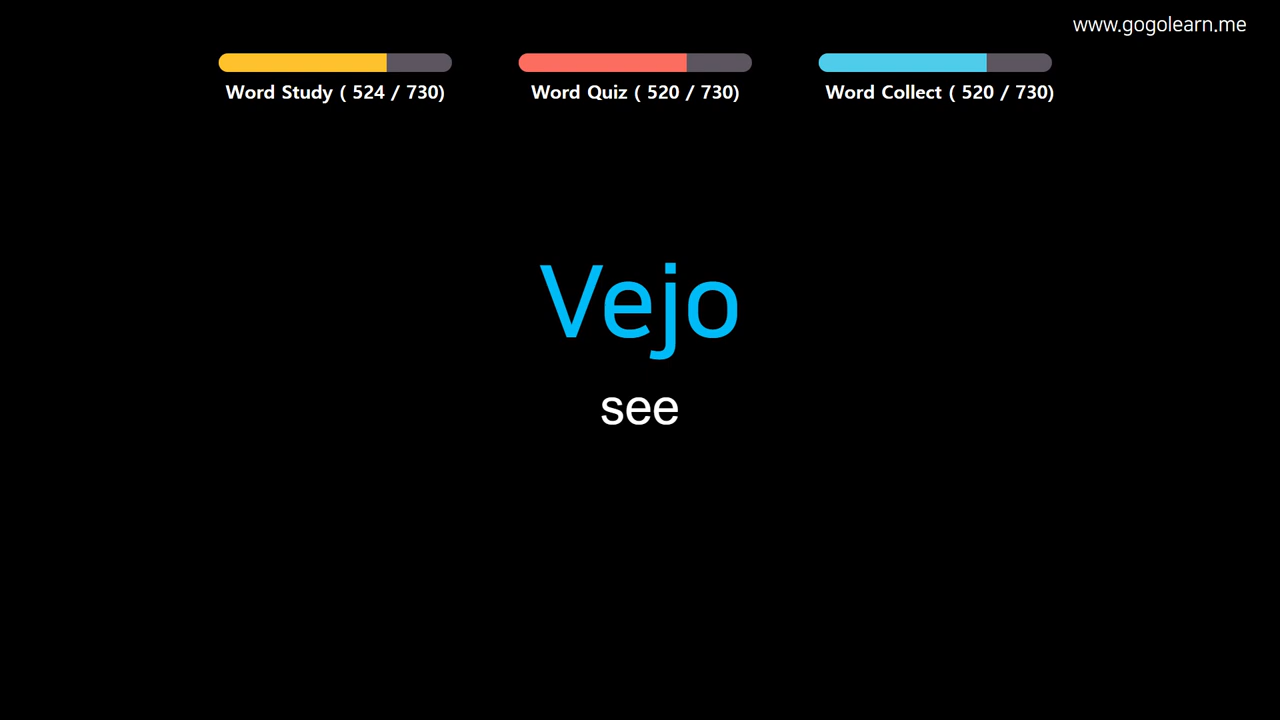 www.gogolearn.me
Word Study ( 524 / 730)
Word Quiz ( 520 / 730)
Word Collect ( 520 / 730)
Vejo
see